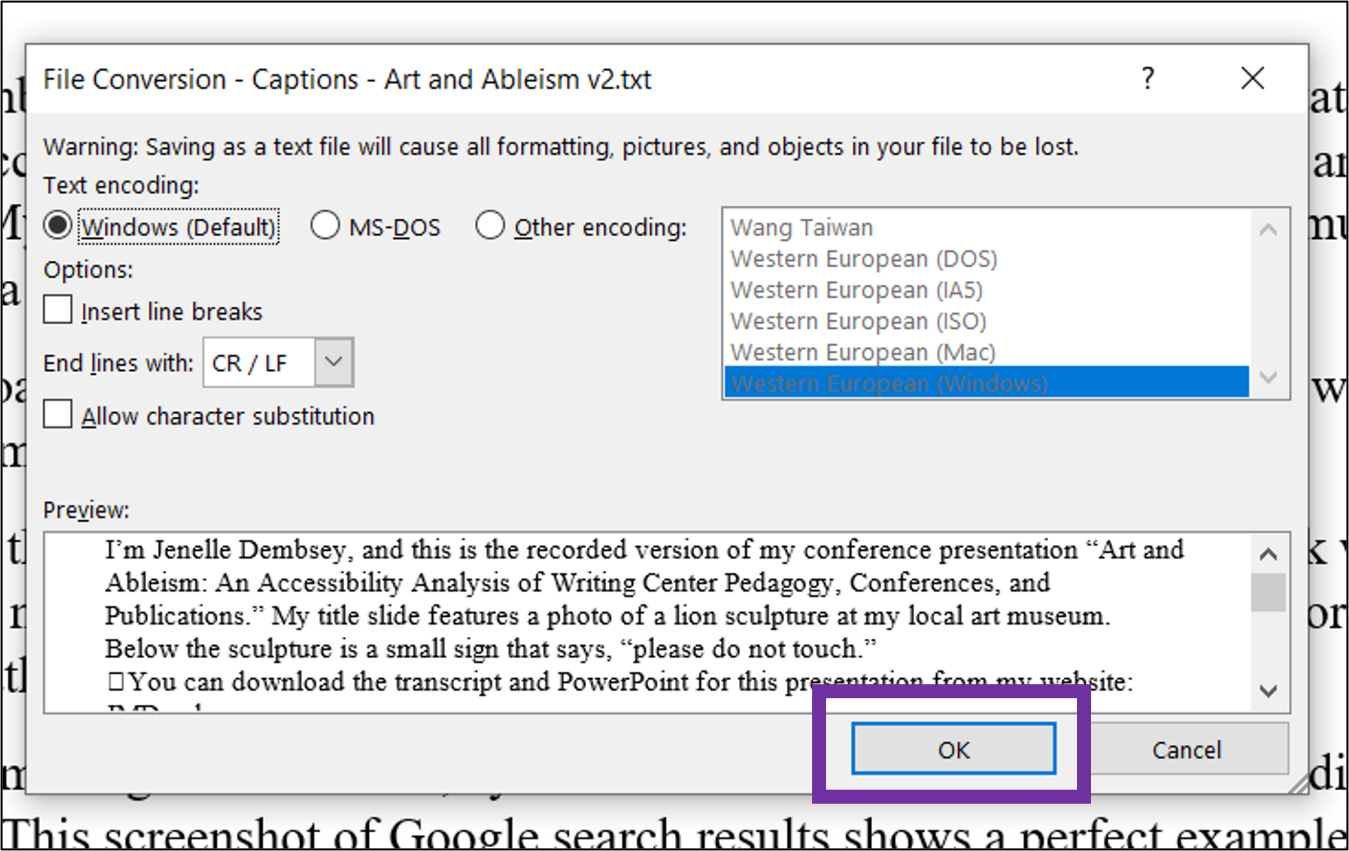 File Conversion - Captions - Art and Ableism v2.txt ?
Warning: Saving as a text file will cause all formatting, pictures, and objects in your file to be lost.
Text encoding:
Windows (Default) MS-DOS Other encoding:
Wang Taiwan
Western European (DOS)
Western European (IA5)
Western European (ISO)
Western European (Mac)
Western European (Windows)
Options:
Insert line breaks
End lines with: CR / LF
Allow character substitution
Preview:
I’m Jenelle Dembsey, and this is the recorded version of my conference presentation “Art and
Ableism: An Accessibility Analysis of Writing Center Pedagogy, Conferences, and
Publications.” My title slide features a photo of a lion sculpture at my local art museum.
Below the sculpture is a small sign that says, “please do not touch.”
□You can download the transcript and PowerPoint for this presentation from my website:
OK Cancel
This screenshot of Google search results shows a perfect example